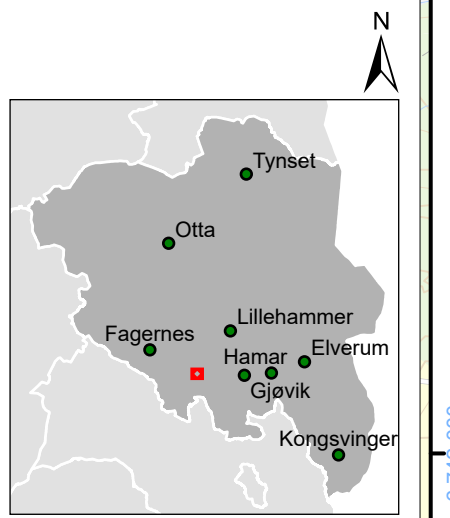 N
Tynset
Otta
Lillehammer
Fagernes
Elverum
Hamar
Gjøvik
Kongsvinger